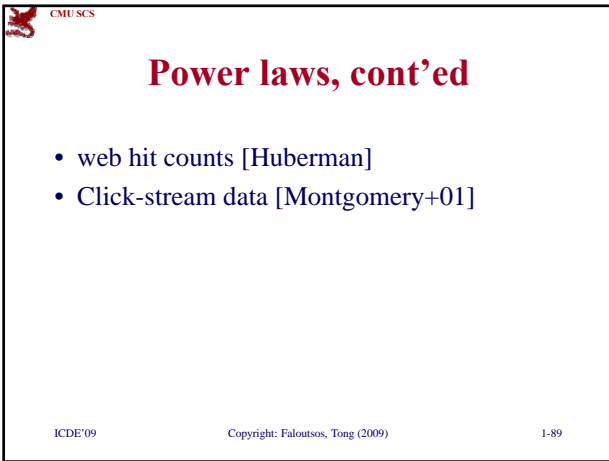 CMU SCS
Power laws, cont’ed
• web hit counts [Huberman]
• Click-stream data [Montgomery+01]
ICDE’09 Copyright: Faloutsos, Tong (2009) 1-89